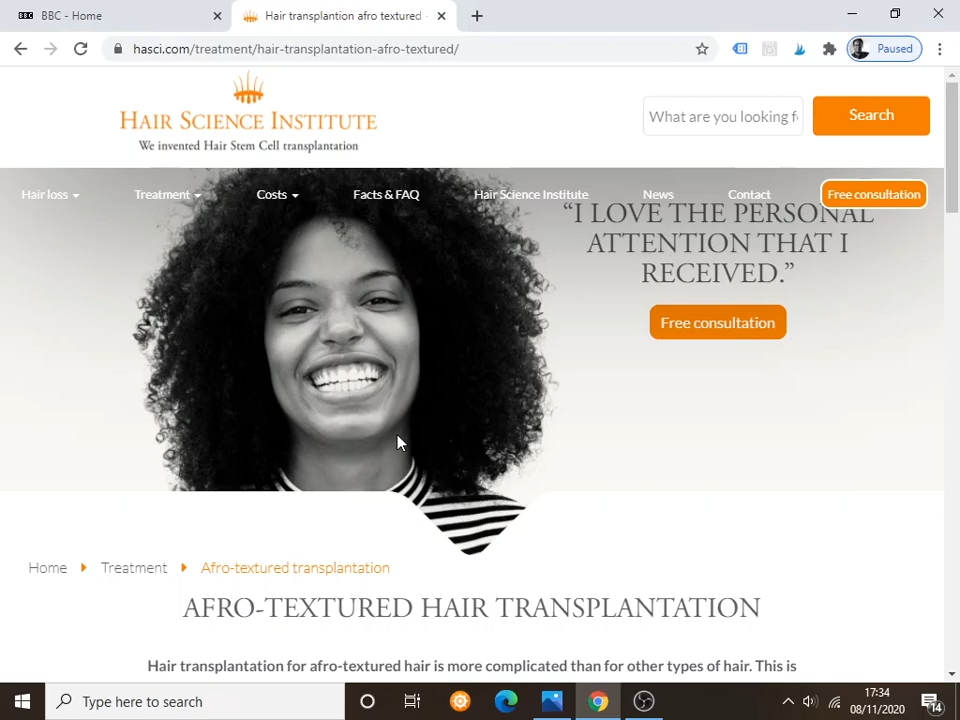 BBC - Home
Hair transplantion afro textured -
hasci.com/treatment/hair-transplantation-afro-textured/
Paused
HAIR SCIENCE INSTITUTE
We invented Hair Stem Cell transplantation
What are you looking f
Search
Hair loss
Treatment
Costs
Facts & FAQ
Hair Science Institute
News
Contact
Free consultation
“I LOVE THE PERSONAL
ATTENTION THAT I
RECEIVED.”
Free consultation
Home
Treatment
Afro-textured transplantation
AFRO-TEXTURED HAIR TRANSPLANTATION
Hair transplantation for afro-textured hair is more complicated than for other types of hair. This is
Type here to search
17:34
08/11/2020
14